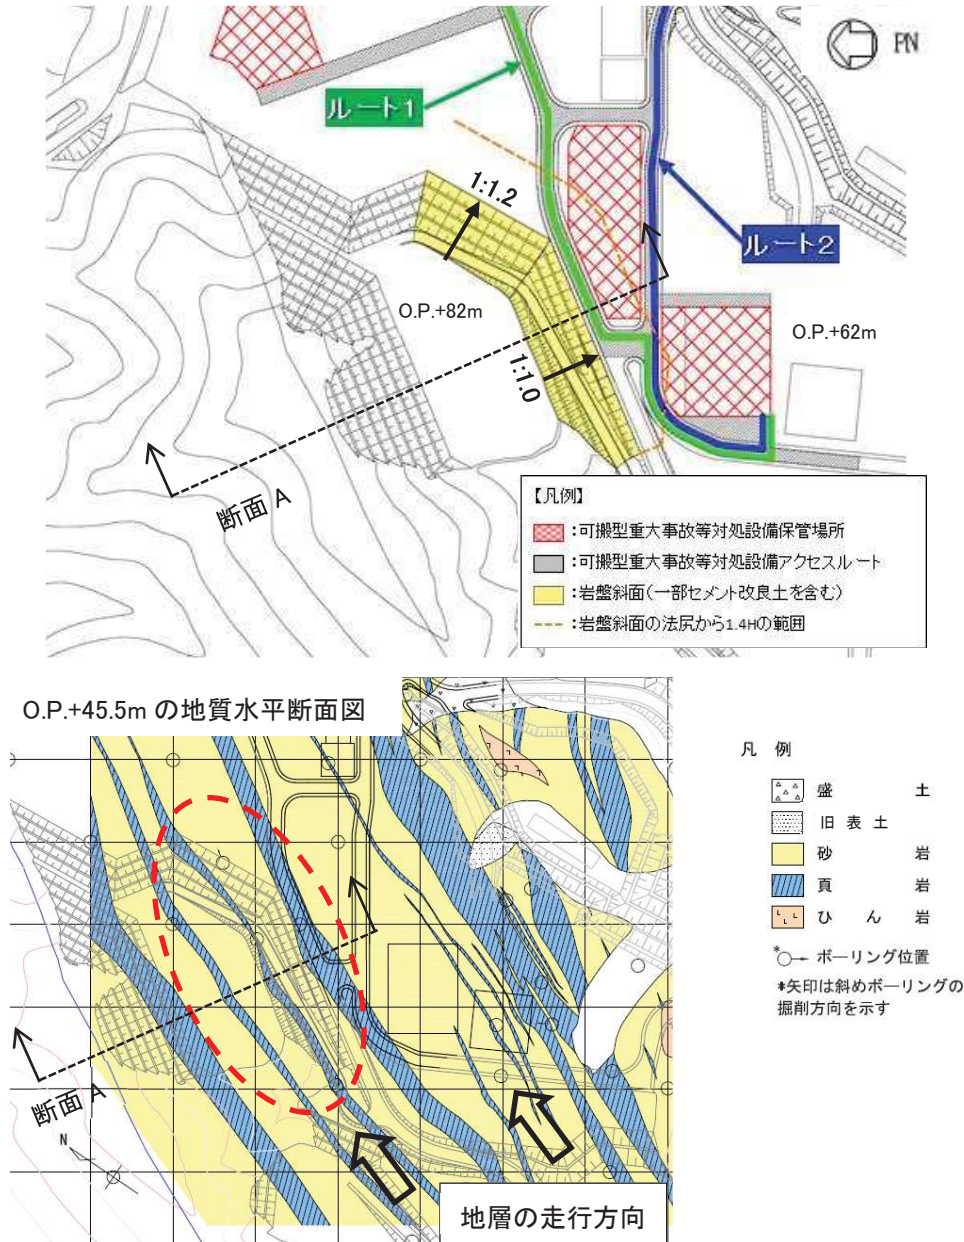 PN
ルート1
1:1.2
ルート2
O.P.+82m
O.P.+62m
1:1.0
断面 A
【凡例】
:可搬型重大事故等対処設備保管場所
:可搬型重大事故等対処設備アクセスルート
:岩盤斜面(一部セメント改良土を含む)
:岩盤斜面の法尻から1.4Hの範囲
O.P.+45.5m の地質水平断面図
凡 例
盛 土
旧 表 土
砂 岩
頁 岩
ひ ん 岩
*○→ ボーリング位置
*矢印は斜めボーリングの
掘削方向を示す
断面 A
N
地層の走行方向